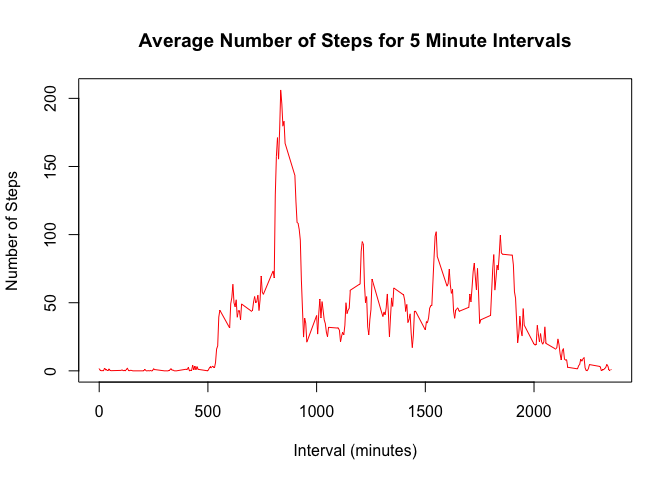 Average Number of Steps for 5 Minute Intervals
Number of Steps
200
150
100
50
0
0 500 1000 1500 2000
Interval (minutes)